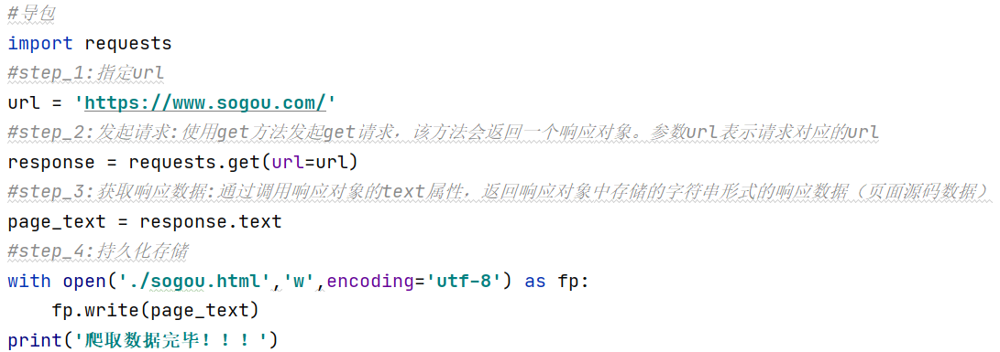 #导包
import requests
#step_1:指定url
url = 'https://www.sogou.com/'
#step_2:发起请求:使用get方法发起get请求，该方法会返回一个响应对象。参数url表示请求对应的url
response = requests.get(url=url)
#step_3:获取响应数据:通过调用响应对象的text属性，返回响应对象中存储的字符串形式的响应数据（页面源码数据）
page_text = response.text
#step_4:持久化存储
with open('./sogou.html','w',encoding='utf-8') as fp:
    fp.write(page_text)
print('爬取数据完毕！！！')